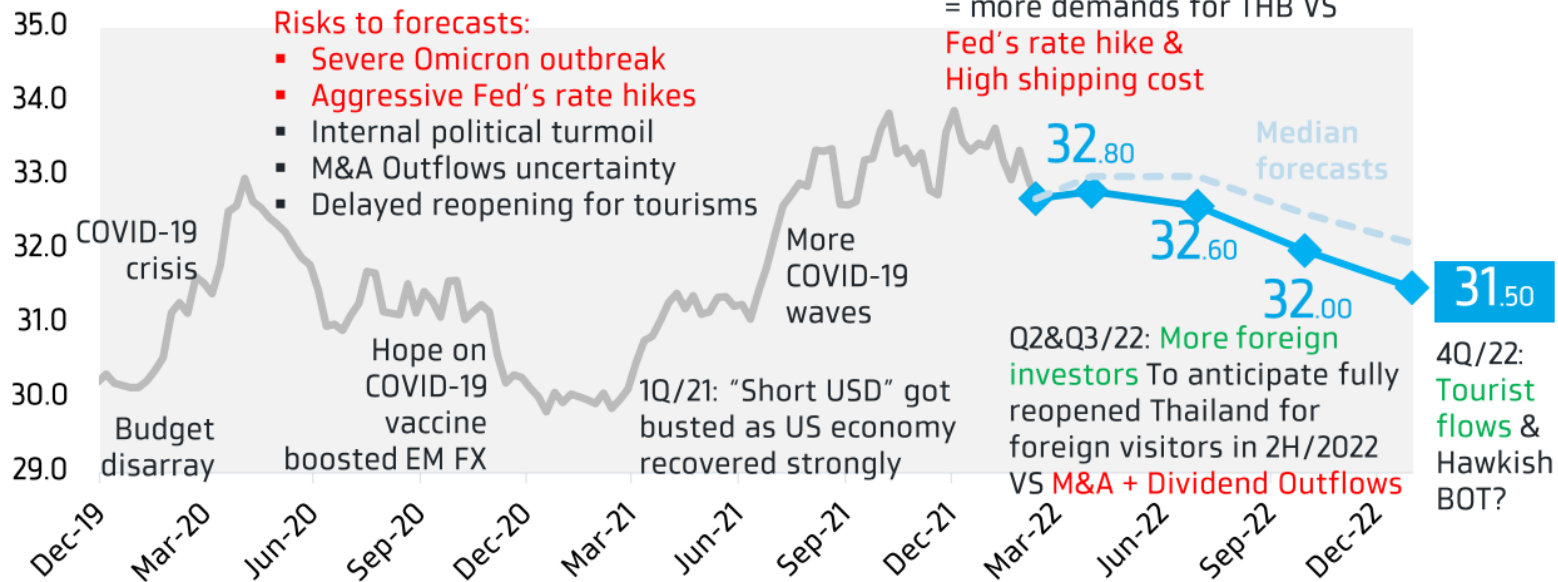 35.0
34.0
33.0
32.0
31.0
30.0
29.0
Risks to forecasts:
▪ Severe Omicron outbreak
▪ Aggressive Fed's rate hikes
▪ Internal political turmoil
▪ M&A Outflows uncertainty
▪ Delayed reopening for tourisms
= more demands for THB VS
Fed's rate hike &
High shipping cost
COVID-19
crisis
Budget
disarray
Hope on
COVID-19
vaccine
boosted EM FX
1Q/21: “Short USD” got
busted as US economy
recovered strongly
More
COVID-19
waves
Median
forecasts
32.80
32.60
32.00
31.50
Q2&Q3/22: More foreign
investors To anticipate fully
reopened Thailand for
foreign visitors in 2H/2022
VS M&A + Dividend Outflows
4Q/22:
Tourist
flows &
Hawkish
BOT?
Dec-19
Mar-20
Jun-20
Sep-20
Dec-20
Mar-21
Jun-21
Sep-21
Dec-21
Mar-22
Jun-22
Sep-22
Dec-22